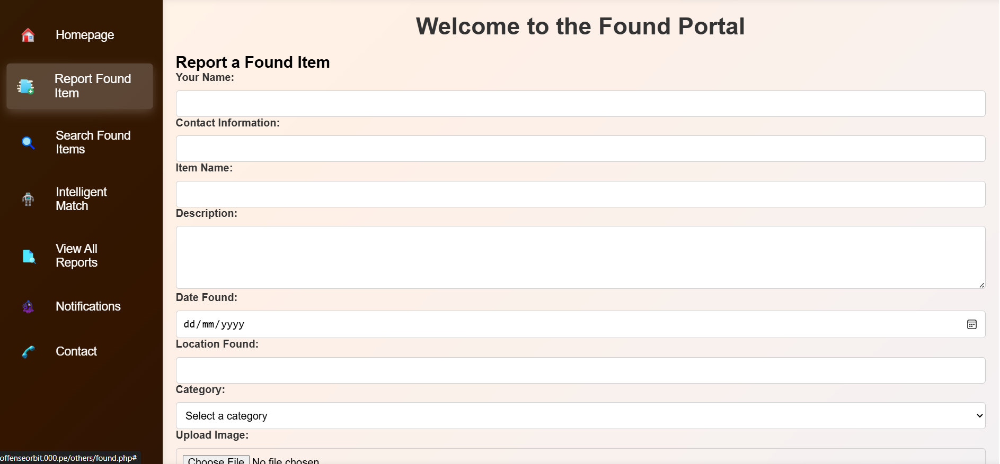 Homepage
Report Found
Item
Search Found
Items
Intelligent
Match
View All
Reports
Notifications
Contact
Welcome to the Found Portal
Report a Found Item
Your Name:
Contact Information:
Item Name:
Description:
Date Found:
dd/mm/yyyy
Location Found:
Category:
Select a category
Upload Image:
Choose File No file chosen
offenseorbit.000.pe/others/found.php#